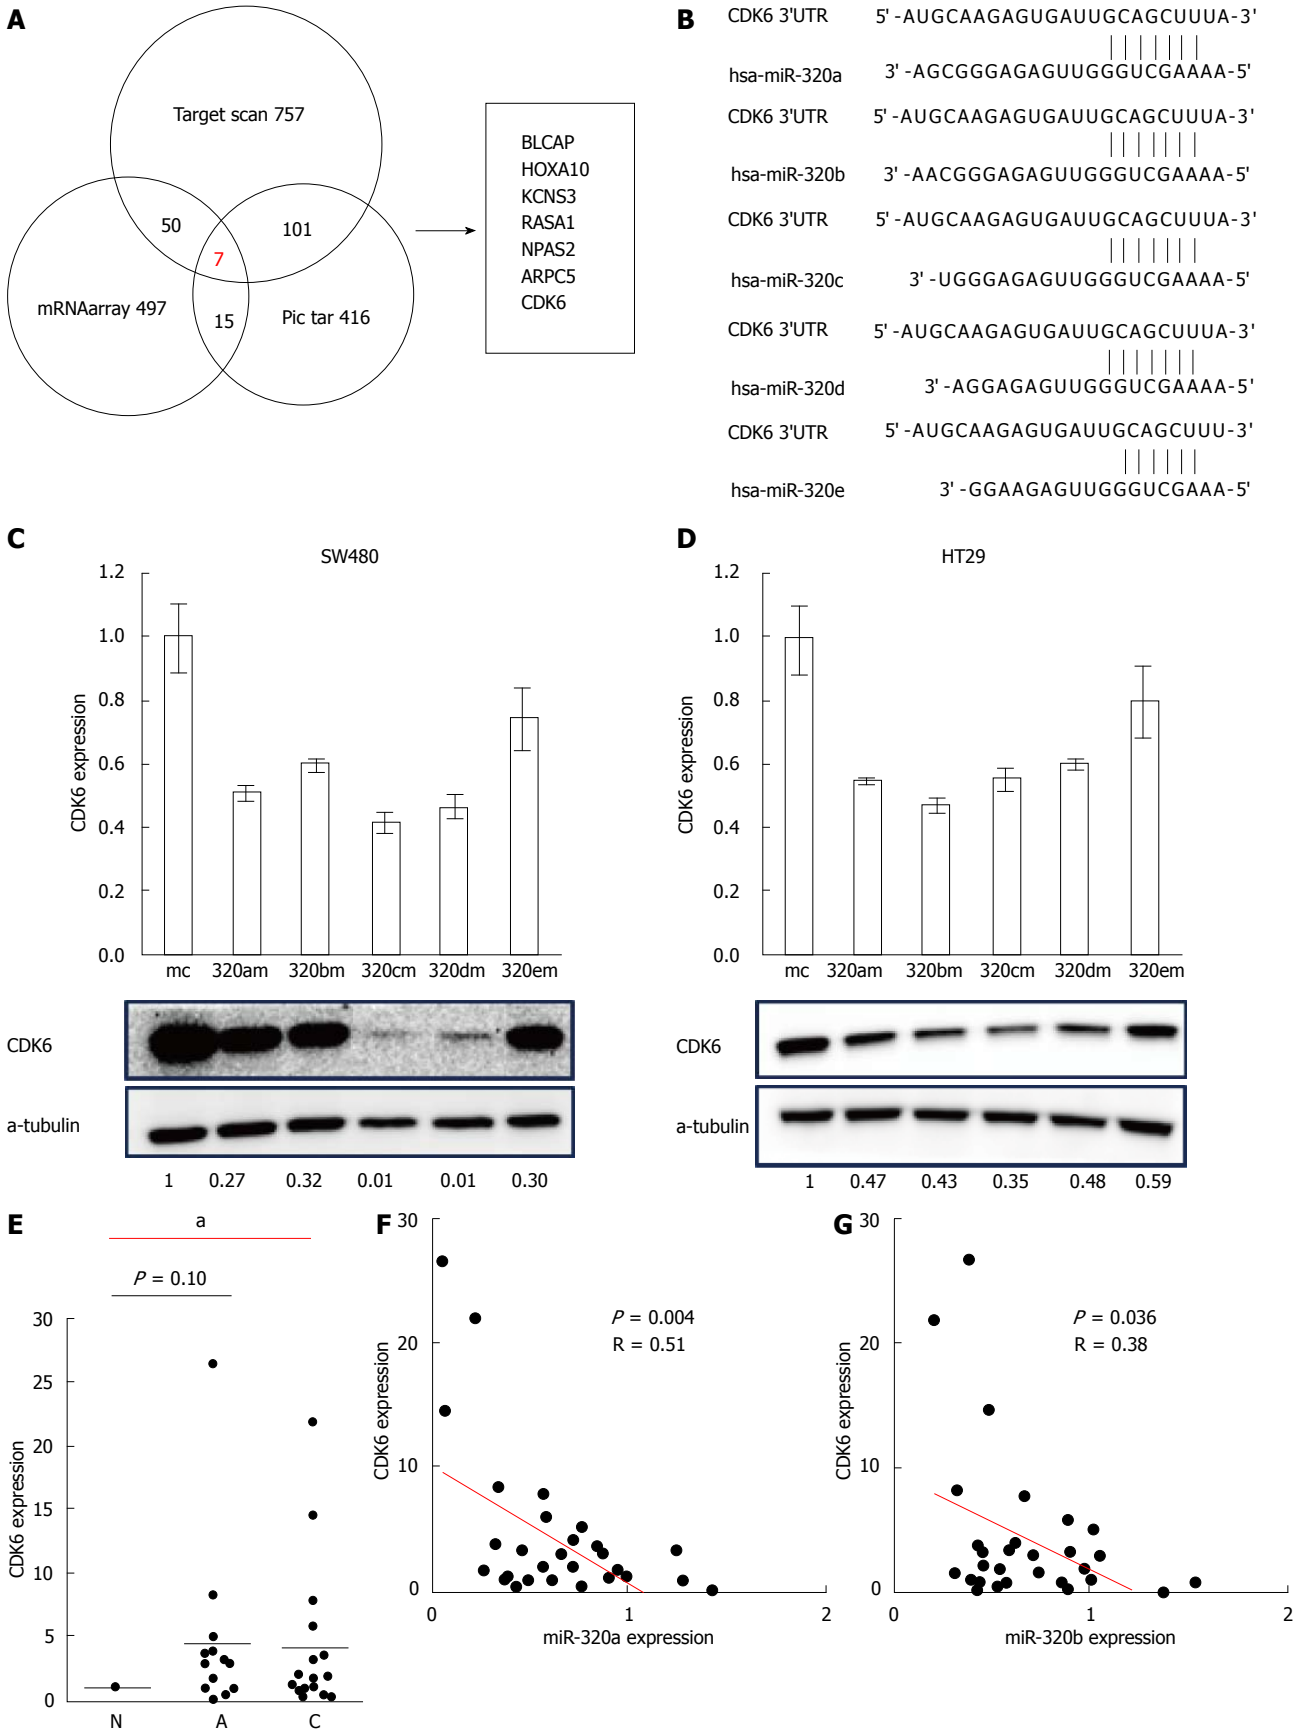 A
Target scan 757
50
101
7
mRNAarray 497
15
Pic tar 416
BLCAP
HOXA10
KCNS3
RASA1
NPAS2
ARPC5
CDK6
B
CDK6 3'UTR 5' -AUGCAAGAGUGAUUGCAGCUUUA-3'
hsa-miR-320a 3' -AGCGGGAGAGUUGGGUCGAAAA-5'
CDK6 3'UTR 5' -AUGCAAGAGUGAUUGCAGCUUUA-3'
hsa-miR-320b 3' -AACGGGAGAGUUGGGUCGAAAA-5'
CDK6 3'UTR 5' -AUGCAAGAGUGAUUGCAGCUUUA-3'
hsa-miR-320c 3' -UGGGAGAGUUGGGUCGAAAA-5'
CDK6 3'UTR 5' -AUGCAAGAGUGAUUGCAGCUUUA-3'
hsa-miR-320d 3' -AGGAGAGUUGGGUCGAAAA-5'
CDK6 3'UTR 5' -AUGCAAGAGUGAUUGCAGCUUU-3'
hsa-miR-320e 3' -GGAAGAGUUGGGUCGAAA-5'
C
SW480
CDK6 expression
1.2
1.0
0.8
0.6
0.4
0.2
0.0
mc 320am 320bm 320cm 320dm 320em
CDK6
a-tubulin
1 0.27 0.32 0.01 0.01 0.30
D
HT29
CDK6 expression
1.2
1.0
0.8
0.6
0.4
0.2
0.0
mc 320am 320bm 320cm 320dm 320em
CDK6
a-tubulin
1 0.47 0.43 0.35 0.48 0.59
E
a
P = 0.10
CDK6 expression
30
25
20
15
10
5
0
N A C
F
CDK6 expression
30
20
10
0
P = 0.004
R = 0.51
0 1 2
miR-320a expression
G
CDK6 expression
30
20
10
0
P = 0.036
R = 0.38
0 1 2
miR-320b expression